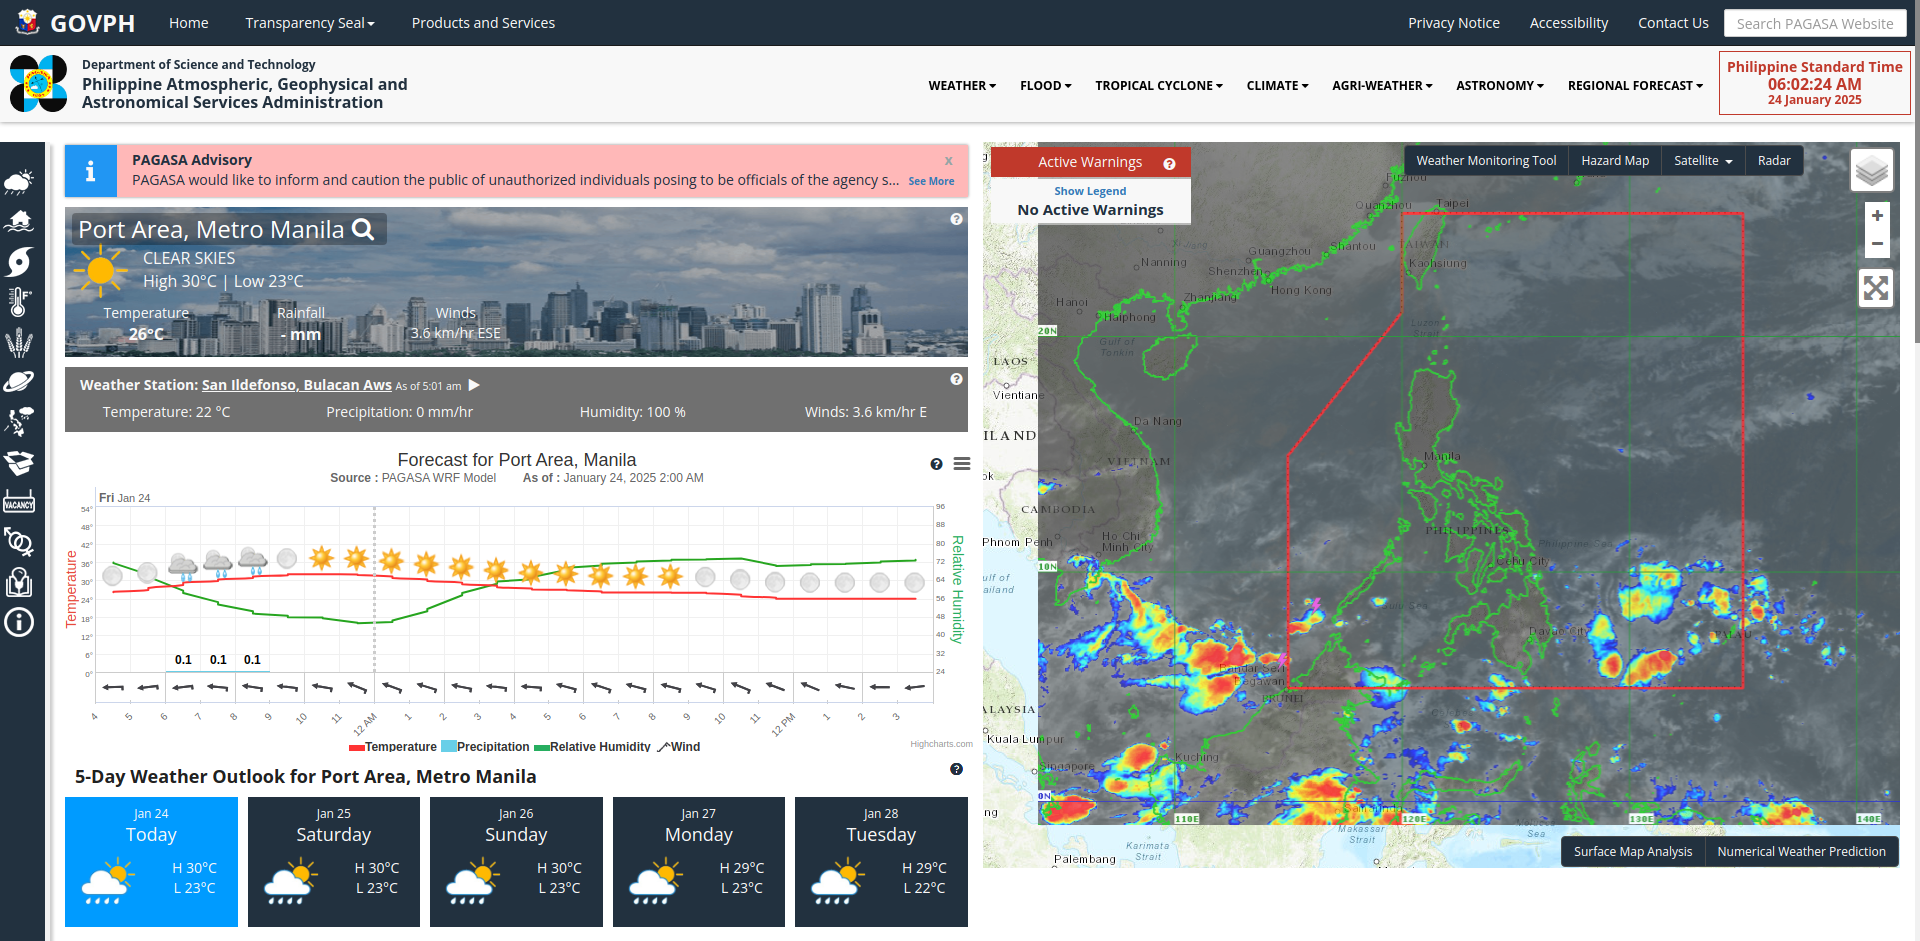 GOVPH
Home
Transparency Seal
Products and Services
Privacy Notice
Accessibility
Contact Us
Search PAGASA Website
Department of Science and Technology
Philippine Atmospheric, Geophysical and
Astronomical Services Administration
WEATHER
FLOOD
TROPICAL CYCLONE
CLIMATE
AGRI-WEATHER
ASTRONOMY
REGIONAL FORECAST
Philippine Standard Time
06:02:24 AM
24 January 2025
VACANCY
PAGASA Advisory
x
PAGASA would like to inform and caution the public of unauthorized individuals posing to be officials of the agency s...
See More
Port Area, Metro Manila
CLEAR SKIES
High 30°C | Low 23°C
Temperature
Rainfall
Winds
26°C
- mm
3.6 km/hr ESE
Weather Station: San Ildefonso, Bulacan Aws As of 5:01 am
Temperature: 22 °C
Precipitation: 0 mm/hr
Humidity: 100 %
Winds: 3.6 km/hr E
Forecast for Port Area, Manila
Source : PAGASA WRF Model
As of : January 24, 2025 2:00 AM
Fri Jan 24
Temperature
54°
48°
42°
36°
30°
24°
18°
12°
6°
0°
96
88
80
72
64
56
48
40
32
24
Relative Humidity
0.1
0.1
0.1
4
5
6
7
8
9
10
11
12 AM
1
2
3
4
5
6
7
8
9
10
11
12 PM
1
2
3
Temperature
Precipitation
Relative Humidity
Wind
Highcharts.com
5-Day Weather Outlook for Port Area, Metro Manila
Jan 24
Today
H 30°C
L 23°C
Jan 25
Saturday
H 30°C
L 23°C
Jan 26
Sunday
H 30°C
L 23°C
Jan 27
Monday
H 29°C
L 23°C
Jan 28
Tuesday
H 29°C
L 22°C
Active Warnings
Show Legend
No Active Warnings
Weather Monitoring Tool
Hazard Map
Satellite
Radar
+
−
Fuzhou
Quanzhou
Taipei
Guangzhou
Shantou
TAIWAN
Nanning
Shenzhen
Kaohsiung
Hong Kong
Hanoi
Zhanjiang
Haiphong
20N
Luzon
Strait
Gulf of
Tonkin
LAOS
Vientiane
Da Nang
ILAND
VIETNAM
Manila
ok
CAMBODIA
PHILIPPINES
Phnom Penh
Ho Chi
Minh City
Philippine Sea
10N
Cebu City
ulf of
ailand
Sulu Sea
Davao City
PALAU
Bandar Seri
Begawan
BRUNEI
ALAYSIA
Kuala Lumpur
Kuching
Singapore
0N
ng
110E
120E
130E
140E
Makassar
Strait
Karimata
Strait
Sea
Palembang
Surface Map Analysis
Numerical Weather Prediction